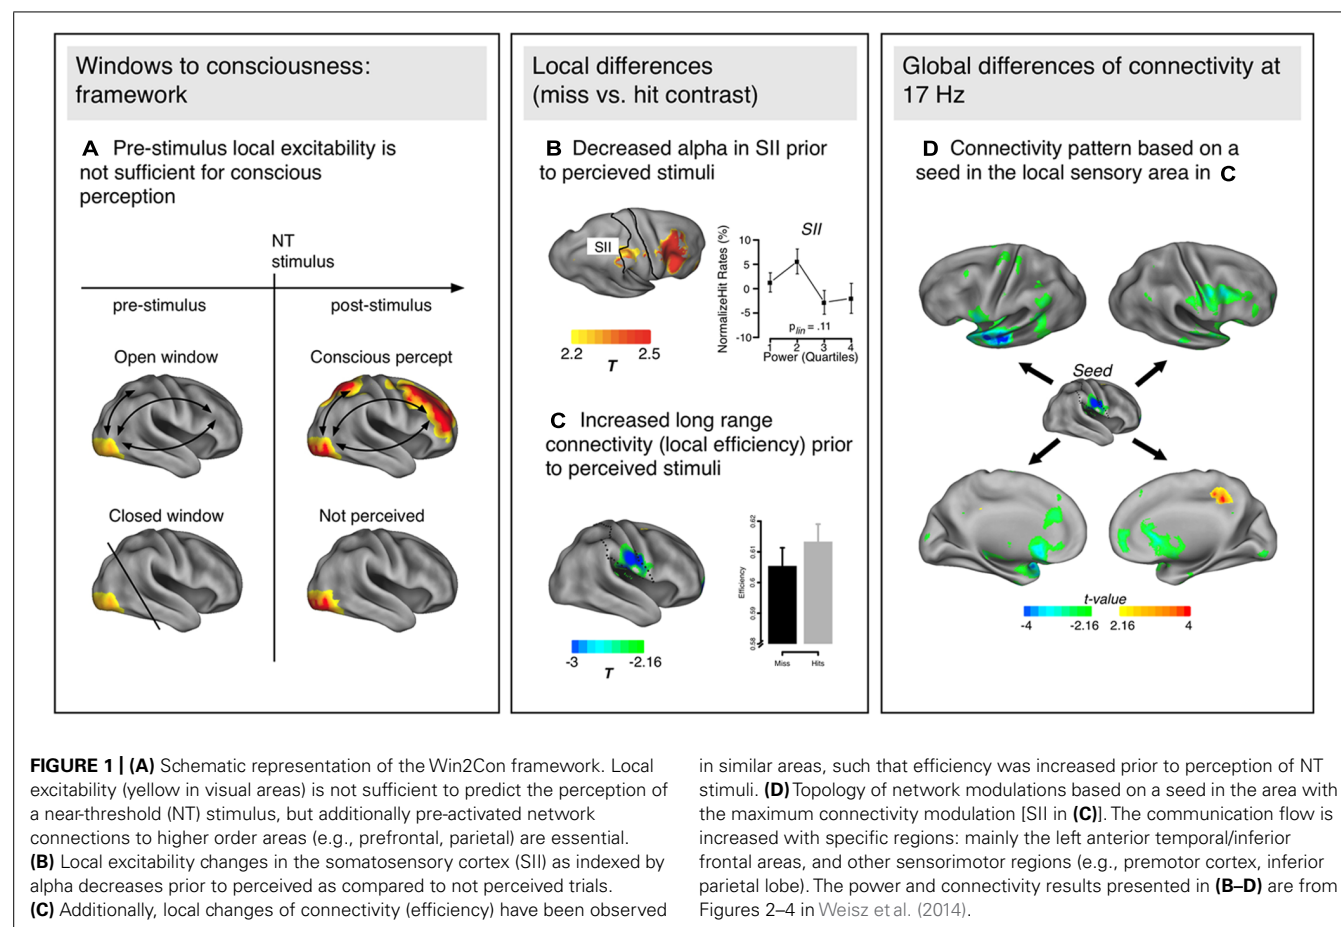 Windows to consciousness:
framework
A Pre-stimulus local excitability is
not sufficient for conscious
perception
NT
stimulus
pre-stimulus
post-stimulus
Open window
Conscious percept
Closed window
Not perceived
Local differences
(miss vs. hit contrast)
B Decreased alpha in SII prior
to percieved stimuli
SII
2.2
2.5
T
SII
NormalizeHit Rates (%)
10
5
0
-5
-10
plin = .11
1 2 3 4
Power (Quartiles)
C Increased long range
connectivity (local efficiency) prior
to perceived stimuli
-3
-2.16
T
Efficiency
0.62
0.61
0.6
0.59
0.58
Miss
Hits
Global differences of connectivity at
17 Hz
D Connectivity pattern based on a
seed in the local sensory area in C
Seed
t-value
-4
-2.16
2.16
4
FIGURE 1 | (A) Schematic representation of the Win2Con framework. Local
excitability (yellow in visual areas) is not sufficient to predict the perception of
a near-threshold (NT) stimulus, but additionally pre-activated network
connections to higher order areas (e.g., prefrontal, parietal) are essential.
(B) Local excitability changes in the somatosensory cortex (SII) as indexed by
alpha decreases prior to perceived as compared to not perceived trials.
(C) Additionally, local changes of connectivity (efficiency) have been observed
in similar areas, such that efficiency was increased prior to perception of NT
stimuli. (D) Topology of network modulations based on a seed in the area with
the maximum connectivity modulation [SII in (C)]. The communication flow is
increased with specific regions: mainly the left anterior temporal/inferior
frontal areas, and other sensorimotor regions (e.g., premotor cortex, inferior
parietal lobe). The power and connectivity results presented in (B–D) are from
Figures 2–4 in Weisz et al. (2014).